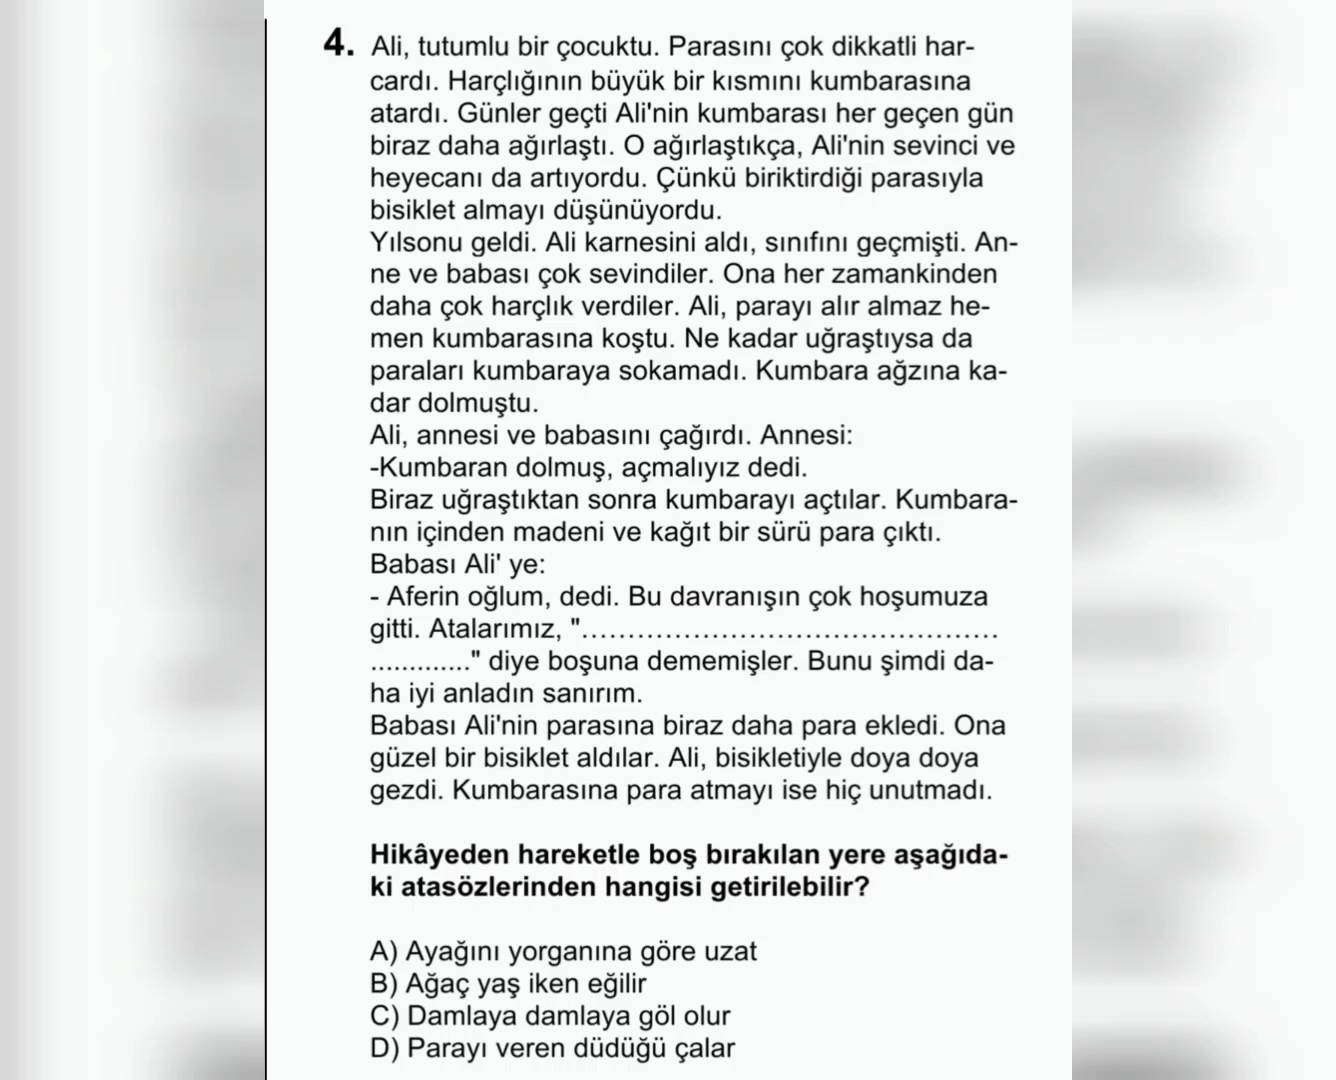 4. Ali, tutumlu bir çocuktu. Parasını çok dikkatli har-
cardı. Harçlığının büyük bir kısmını kumbarasına
atardı. Günler geçti Ali'nin kumbarası her geçen gün
biraz daha ağırlaştı. O ağırlaştıkça, Ali'nin sevinci ve
heyecanı da artıyordu. Çünkü biriktirdiği parasıyla
bisiklet almayı düşünüyordu.
Yılsonu geldi. Ali karnesini aldı, sınıfını geçmişti. An-
ne ve babası çok sevindiler. Ona her zamankinden
daha çok harçlık verdiler. Ali, parayı alır almaz he-
men kumbarasına koştu. Ne kadar uğraştıysa da
paraları kumbaraya sokamadı. Kumbara ağzına ka-
dar dolmuştu.
Ali, annesi ve babasını çağırdı. Annesi:
-Kumbaran dolmuş, açmalıyız dedi.
Biraz uğraştıktan sonra kumbarayı açtılar. Kumbara-
nın içinden madeni ve kağıt bir sürü para çıktı.
Babası Ali' ye:
- Aferin oğlum, dedi. Bu davranışın çok hoşumuza
gitti. Atalarımız, "..............................................
............." diye boşuna dememişler. Bunu şimdi da-
ha iyi anladın sanırım.
Babası Ali'nin parasına biraz daha para ekledi. Ona
güzel bir bisiklet aldılar. Ali, bisikletiyle doya doya
gezdi. Kumbarasına para atmayı ise hiç unutmadı.
Hikâyeden hareketle boş bırakılan yere aşağıda-
ki atasözlerinden hangisi getirilebilir?
A) Ayağını yorganına göre uzat
B) Ağaç yaş iken eğilir
C) Damlaya damlaya göl olur
D) Parayı veren düdüğü çalar